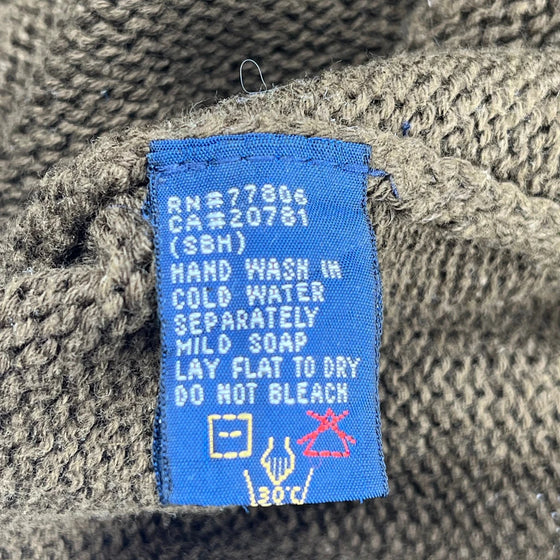 RN#77806
CA#20781
(SBH)
HAND WASH IN
COLD WATER
SEPARATELY
MILD SOAP
LAY FLAT TO DRY
DO NOT BLEACH
30°C